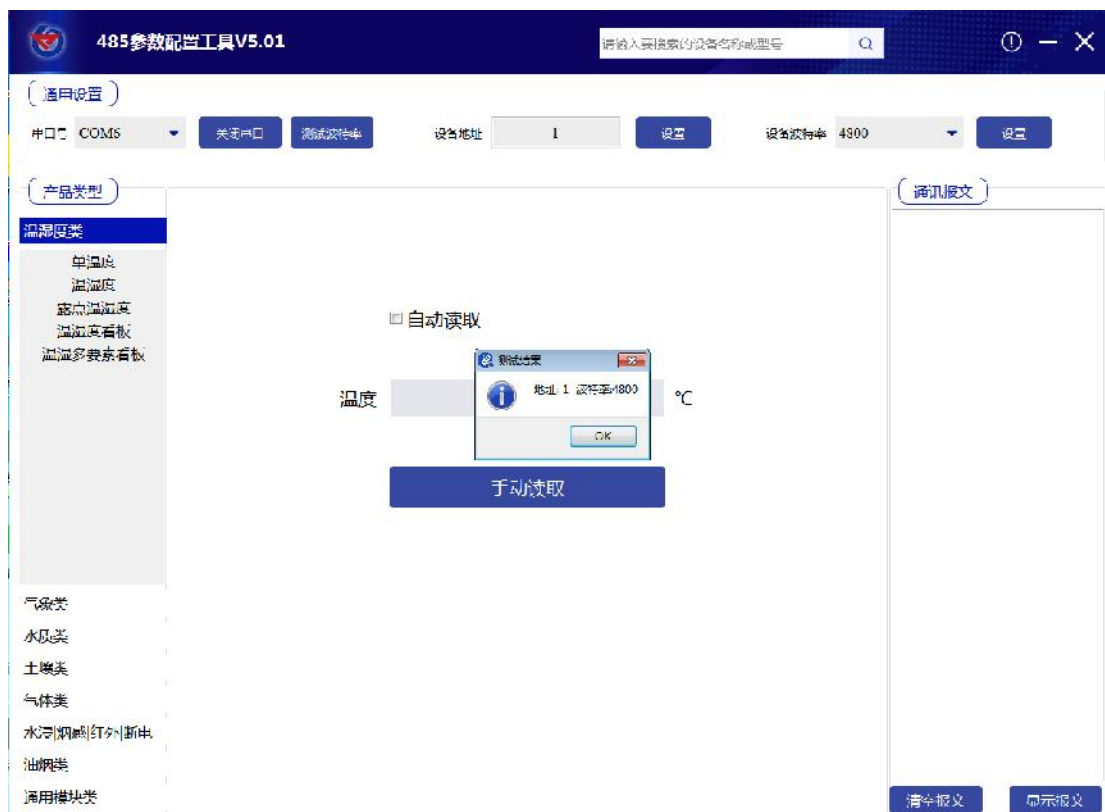 485参数配置工具V5.01
请输入要搜索的设备名称或型号
通用设置
串口号 COM6 关闭串口 测试波特率 设备地址 1 设置 设备波特率 4800 设置
产品类型
通讯报文
温湿度类
单温度
温湿度
露点温湿度
温湿度看板
温湿多要素看板
自动读取
测试结果
地址: 1 波特率:4800
OK
温度 ℃
手动读取
气象类
水质类
土壤类
气体类
水浸|烟感|红外|断电
油烟类
通用模块类
清空报文 显示报文